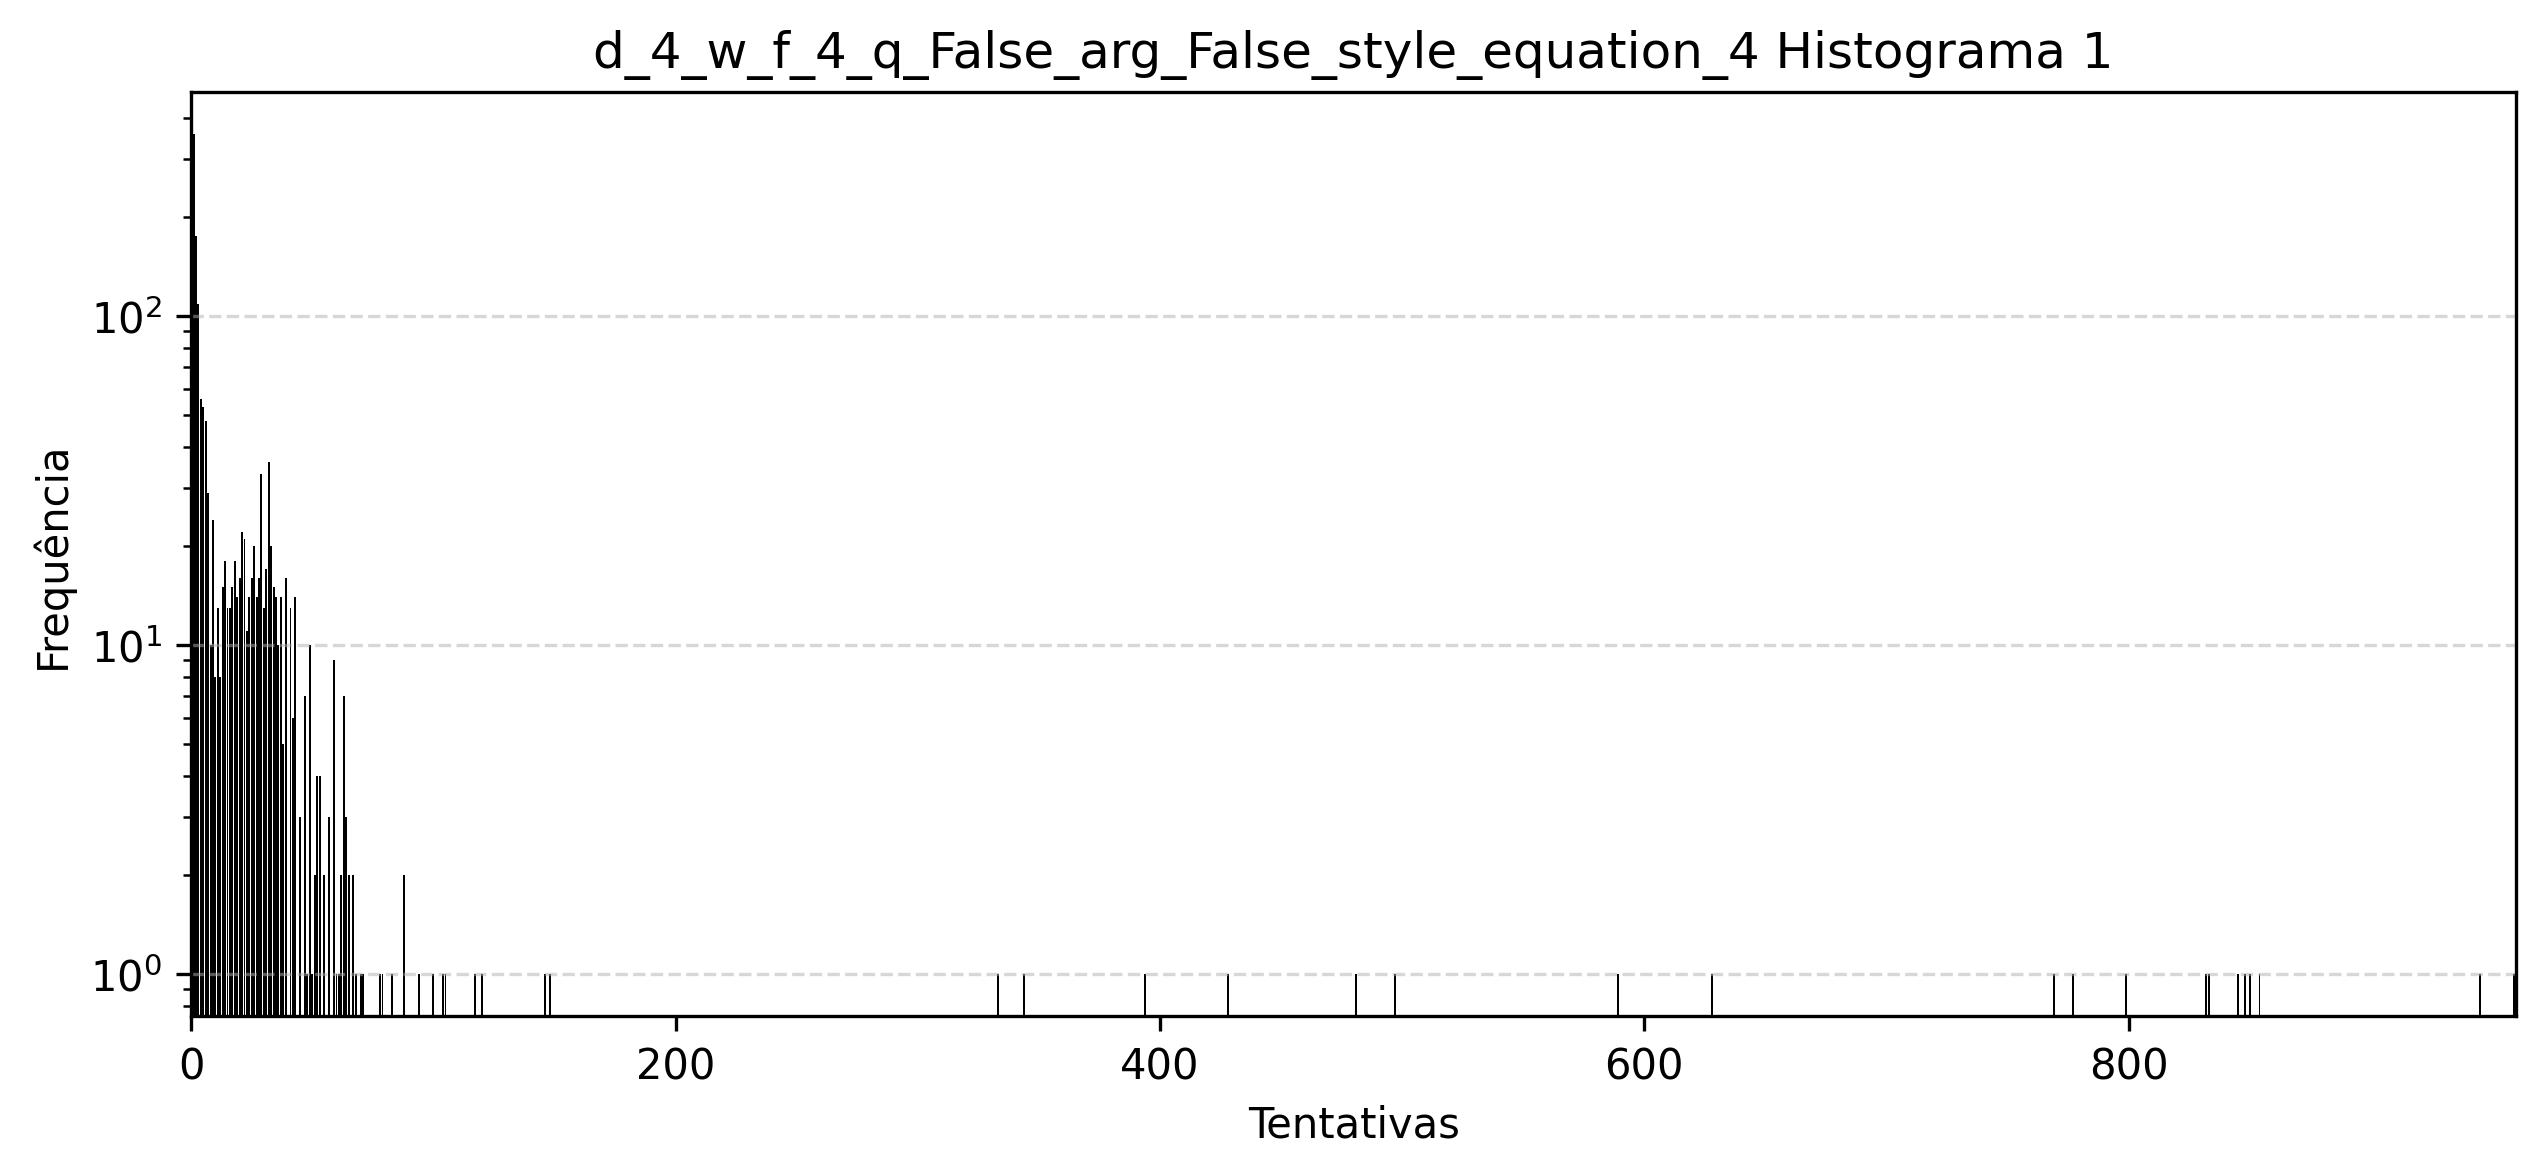 d_4_w_f_4_q_False_arg_False_style_equation_4 Histograma 1
Frequência
10²
10¹
10⁰
0 200 400 600 800
Tentativas